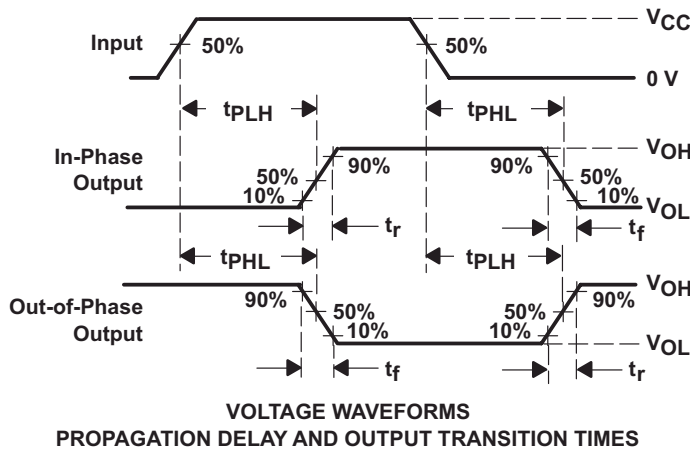 VCC
Input
50%
50%
0 V
tPLH
tPHL
In-Phase
Output
VOH
90%
90%
50%
50%
10%
10%
VOL
tr
tf
tPHL
tPLH
Out-of-Phase
Output
VOH
90%
90%
50%
50%
10%
10%
VOL
tf
tr
VOLTAGE WAVEFORMS
PROPAGATION DELAY AND OUTPUT TRANSITION TIMES